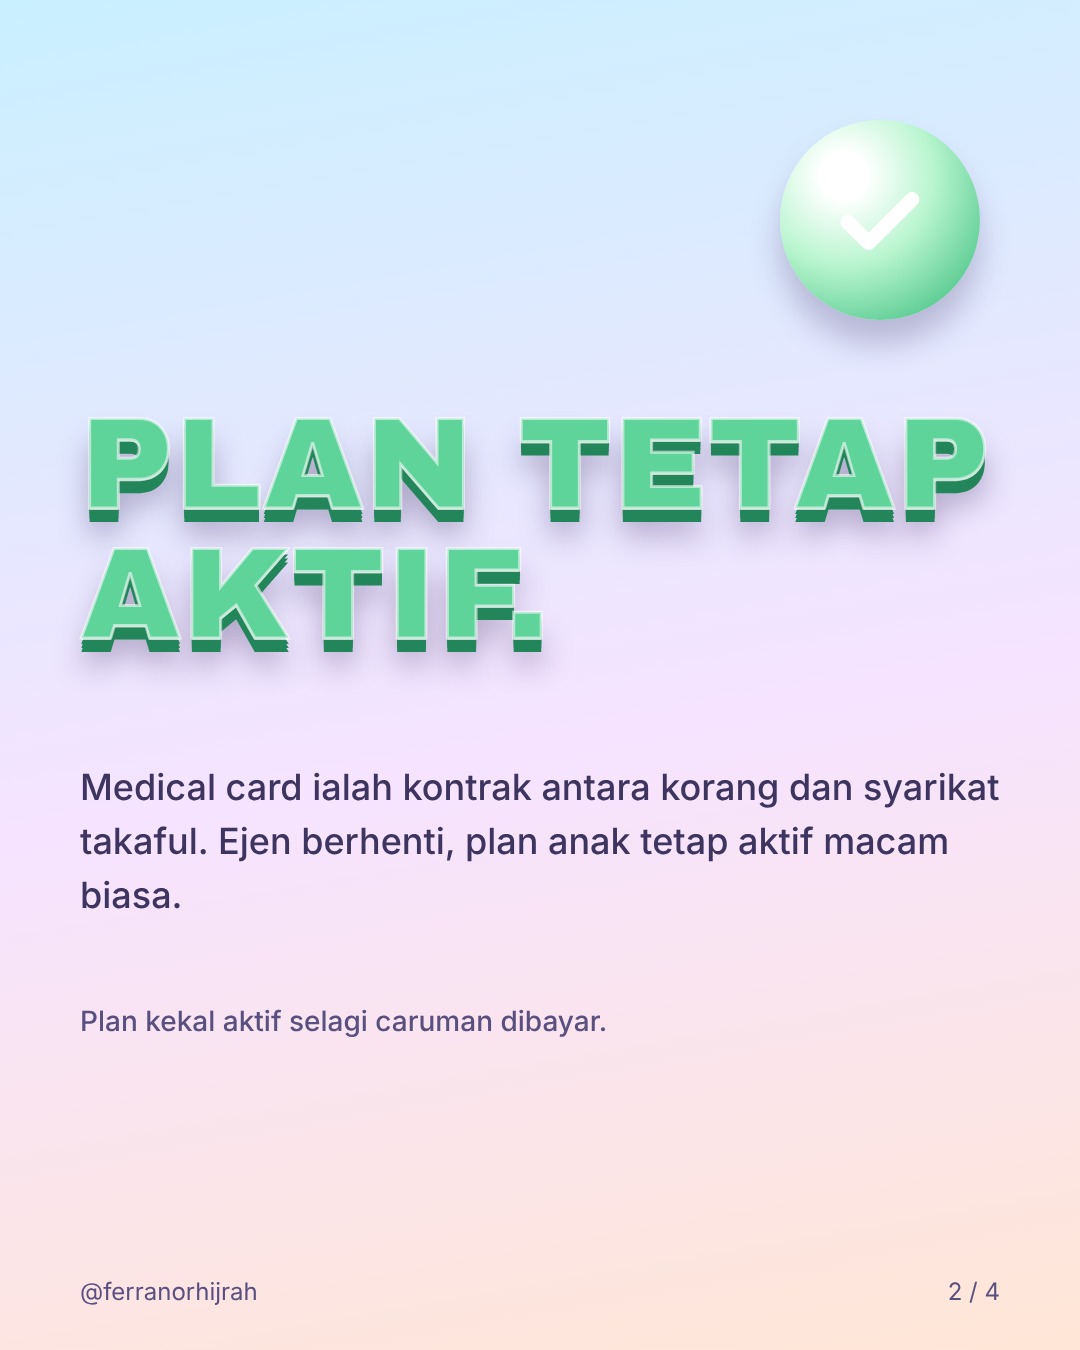 PLAN TETAP
AKTIF.
Medical card ialah kontrak antara korang dan syarikat
takaful. Ejen berhenti, plan anak tetap aktif macam
biasa.
Plan kekal aktif selagi caruman dibayar.
@ferranorhijrah
2 / 4